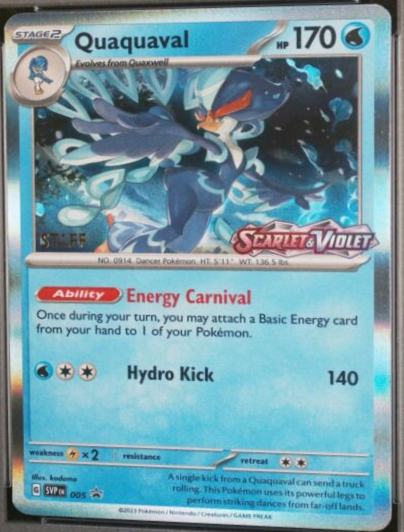 STAGE2 Quaquaval HP 170
Evolves from Quaxwell
STAFF
SCARLET & VIOLET
NO. 0914 Dancer Pokémon HT: 5'11" WT: 136.5 lbs.
Ability Energy Carnival
Once during your turn, you may attach a Basic Energy card
from your hand to 1 of your Pokémon.
Hydro Kick 140
weakness ×2 resistance retreat
Illus. kodama
G SVP EN 005
A single kick from a Quaquaval can send a truck
rolling. This Pokémon uses its powerful legs to
perform striking dances from far-off lands.
©2023 Pokémon / Nintendo / Creatures / GAME FREAK